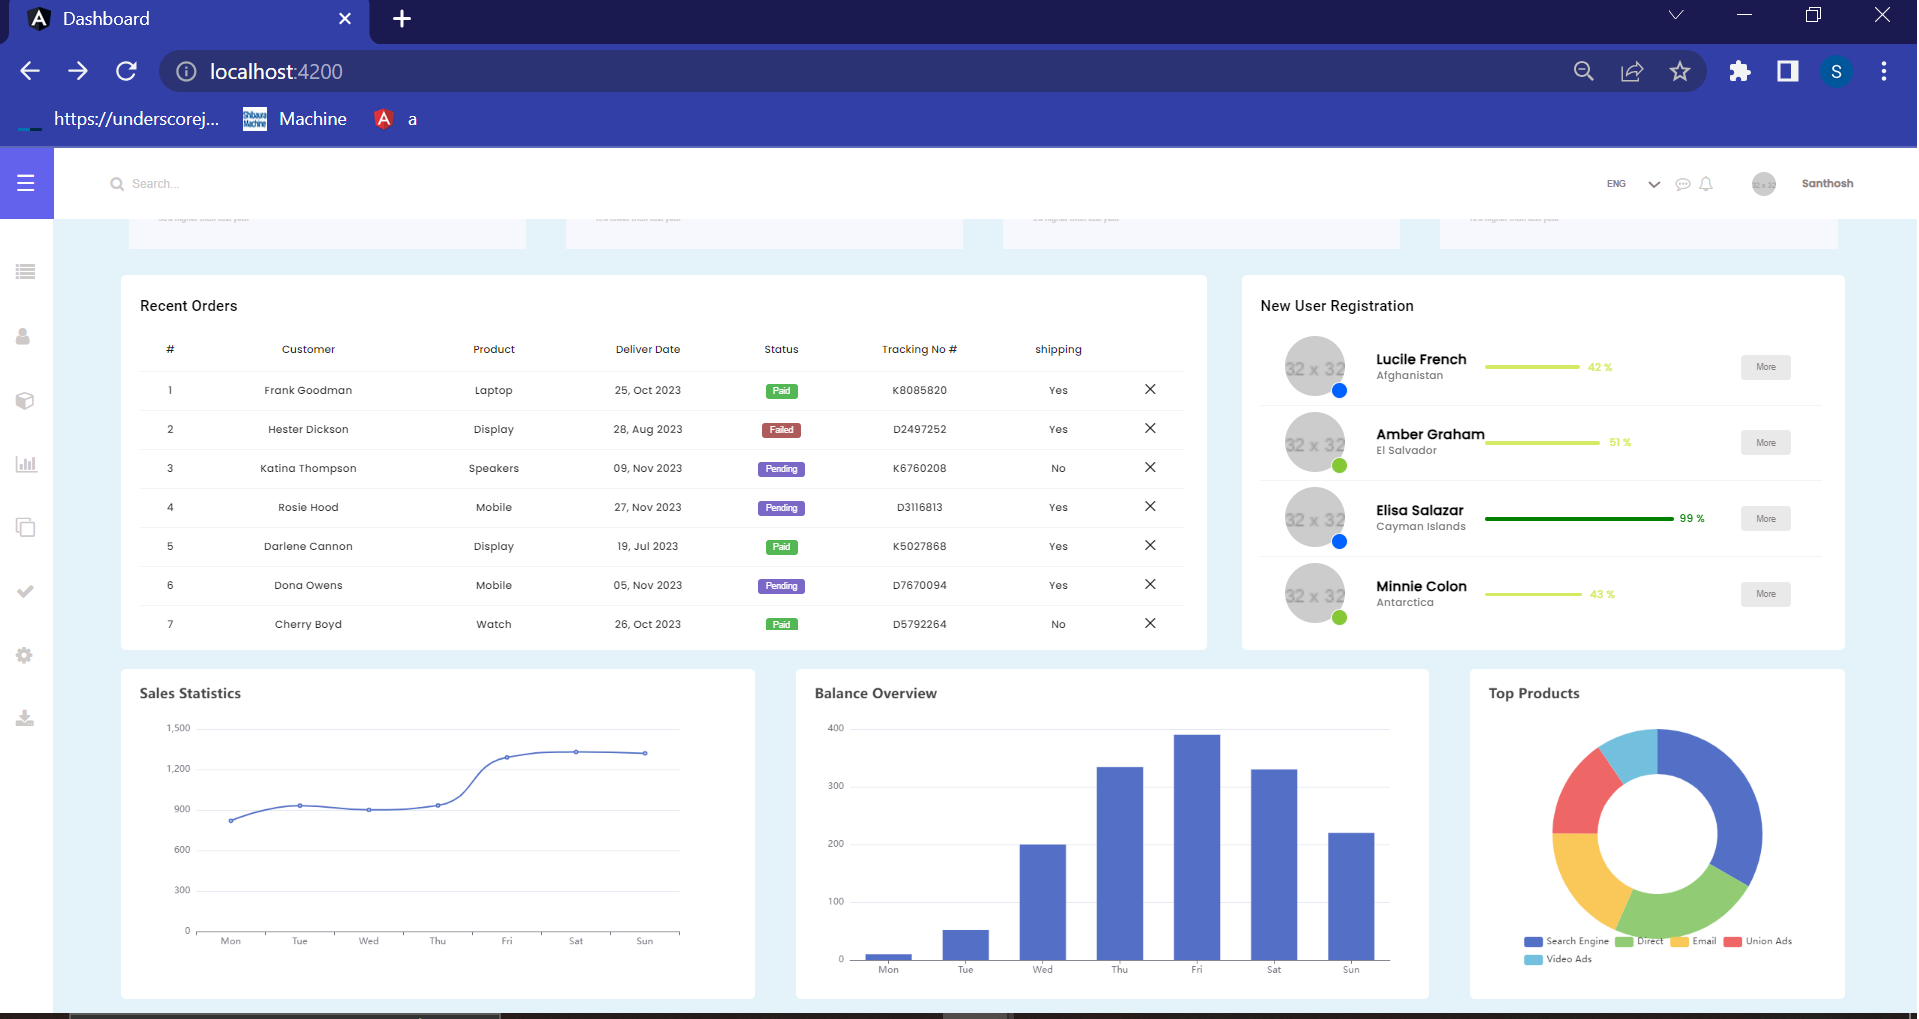 Dashboard
localhost:4200
S
https://underscorej...
Shibaura Machine
Machine
a
Search...
ENG
32 x 32
Santhosh
Recent Orders
# Customer Product Deliver Date Status Tracking No # shipping
1 Frank Goodman Laptop 25, Oct 2023 Paid K8085820 Yes
2 Hester Dickson Display 28, Aug 2023 Failed D2497252 Yes
3 Katina Thompson Speakers 09, Nov 2023 Pending K6760208 No
4 Rosie Hood Mobile 27, Nov 2023 Pending D3116813 Yes
5 Darlene Cannon Display 19, Jul 2023 Paid K5027868 Yes
6 Dona Owens Mobile 05, Nov 2023 Pending D7670094 Yes
7 Cherry Boyd Watch 26, Oct 2023 Paid D5792264 No
New User Registration
32 x 32
Lucile French
Afghanistan
42 %
More
32 x 32
Amber Graham
El Salvador
51 %
More
32 x 32
Elisa Salazar
Cayman Islands
99 %
More
32 x 32
Minnie Colon
Antarctica
43 %
More
Sales Statistics
1,500
1,200
900
600
300
0
Mon Tue Wed Thu Fri Sat Sun
Balance Overview
400
300
200
100
0
Mon Tue Wed Thu Fri Sat Sun
Top Products
Search Engine Direct Email Union Ads
Video Ads